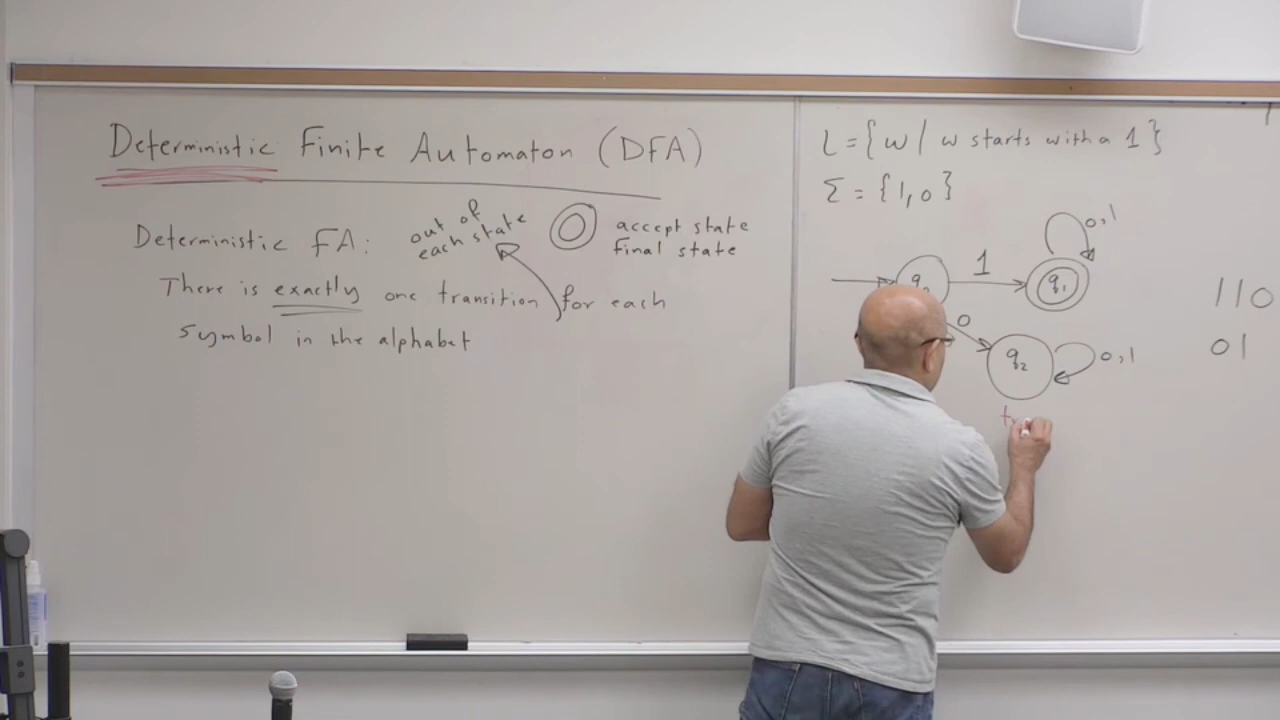 Deterministic Finite Automaton (DFA)
Deterministic FA:
out of
each state
accept state
final state
There is exactly one transition for each
symbol in the alphabet
L = {w | w starts with a 1}
Σ = {1,0}
0,1
1
q1
0
q2
0,1
110
01